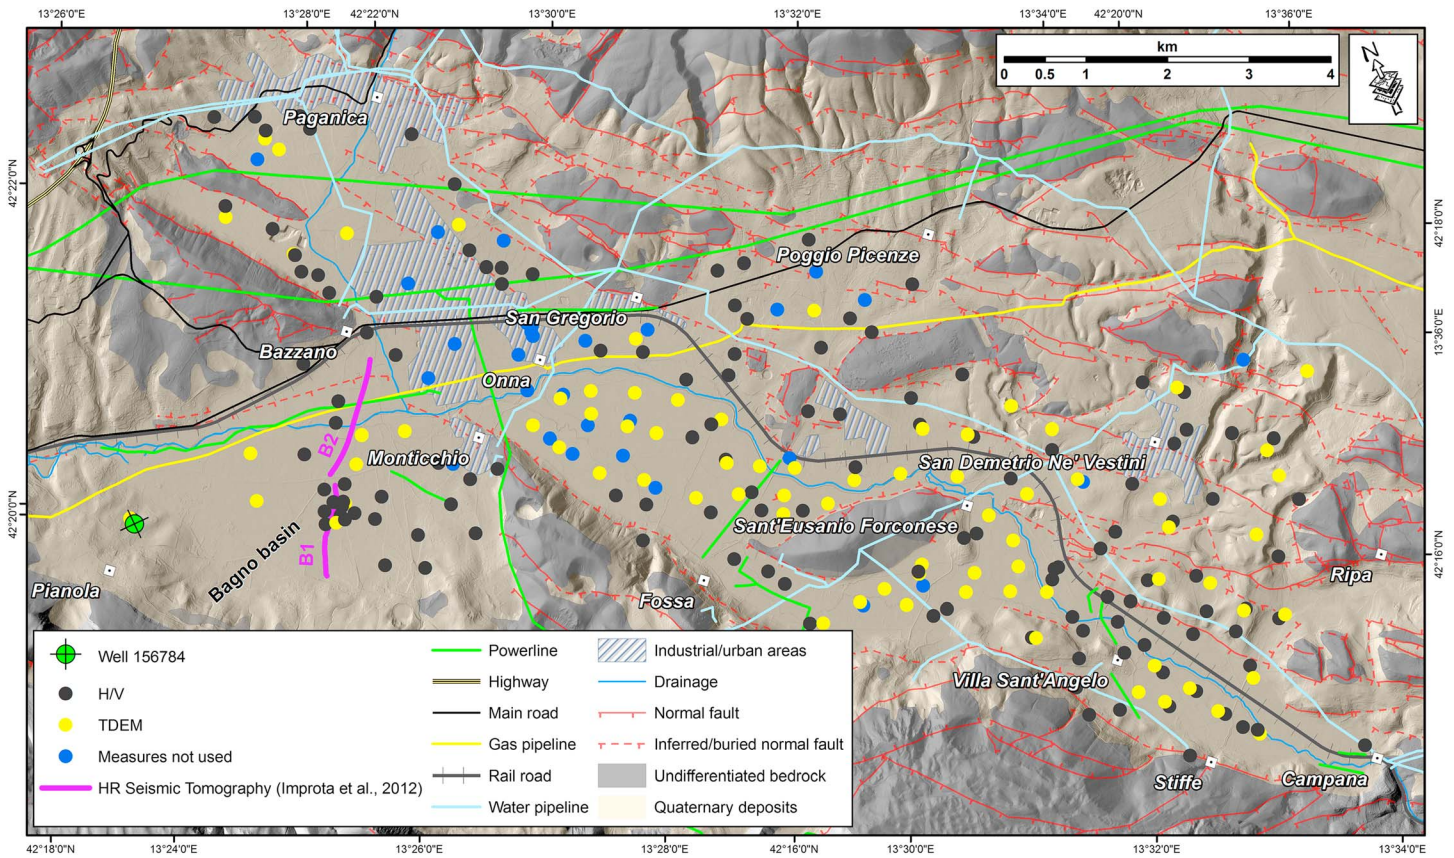 13°26'0"E
13°28'0"E
42°22'0"N
13°30'0"E
13°32'0"E
13°34'0"E
42°20'0"N
13°36'0"E
km
0 0.5 1 2 3 4
N
Paganica
42°22'0"N
42°18'0"N
Poggio Picenze
San Gregorio
Bazzano
13°36'0"E
Onna
B2
Monticchio
San Demetrio Ne' Vestini
42°20'0"N
Sant'Eusanio Forconese
B1
Bagno basin
42°16'0"N
Ripa
Pianola
Fossa
Villa Sant'Angelo
Stiffe
Campana
Well 156784
H/V
TDEM
Measures not used
HR Seismic Tomography (Improta et al., 2012)
Powerline
Highway
Main road
Gas pipeline
Rail road
Water pipeline
Industrial/urban areas
Drainage
Normal fault
Inferred/buried normal fault
Undifferentiated bedrock
Quaternary deposits
42°18'0"N
13°24'0"E
13°26'0"E
13°28'0"E
42°16'0"N
13°30'0"E
13°32'0"E
13°34'0"E